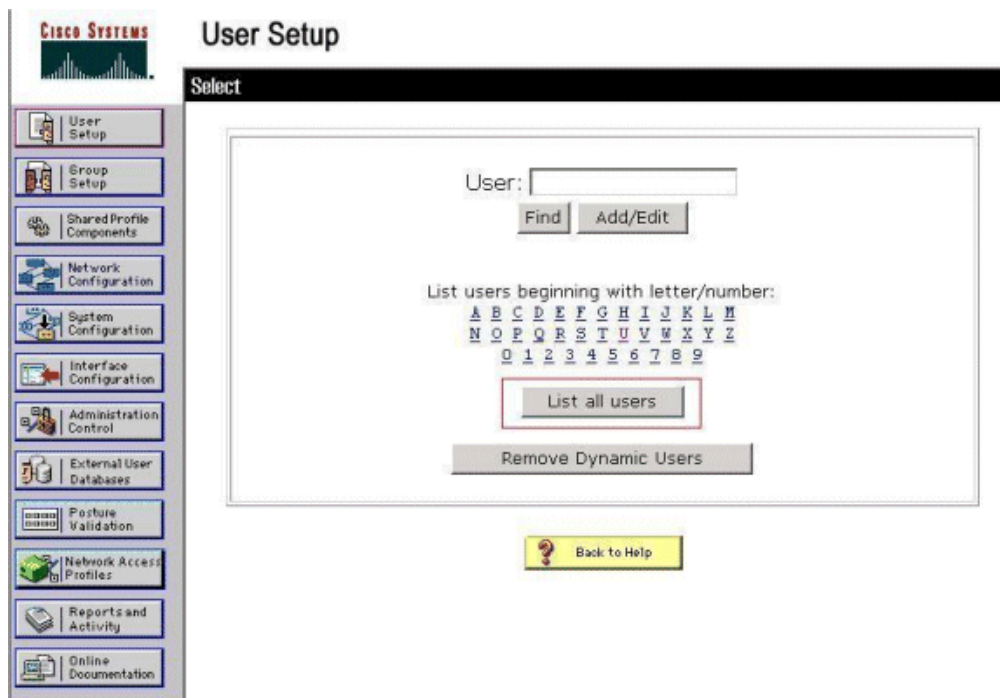 CISCO SYSTEMS
User Setup
Select
User
Setup
Group
Setup
Shared Profile
Components
Network
Configuration
System
Configuration
Interface
Configuration
Administration
Control
External User
Databases
Posture
Validation
Network Access
Profiles
Reports and
Activity
Online
Documentation
User:
Find Add/Edit
List users beginning with letter/number:
A B C D E F G H I J K L M
N O P Q R S T U V W X Y Z
0 1 2 3 4 5 6 7 8 9
List all users
Remove Dynamic Users
? Back to Help